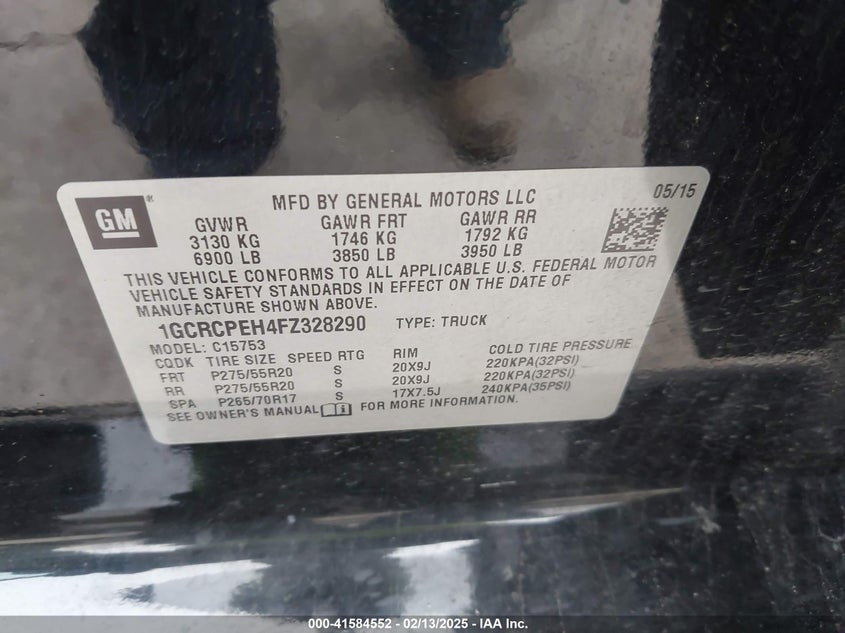 GM
MFD BY GENERAL MOTORS LLC 05/15
GVWR GAWR FRT GAWR RR
3130 KG 1746 KG 1792 KG
6900 LB 3850 LB 3950 LB
THIS VEHICLE CONFORMS TO ALL APPLICABLE U.S. FEDERAL MOTOR
VEHICLE SAFETY STANDARDS IN EFFECT ON THE DATE OF
MANUFACTURE SHOWN ABOVE.
1GCRCPEH4FZ328290 TYPE: TRUCK
MODEL: C15753
CQDK TIRE SIZE SPEED RTG RIM COLD TIRE PRESSURE
FRT P275/55R20 S 20X9J 220KPA(32PSI)
RR P275/55R20 S 20X9J 220KPA(32PSI)
SPA P265/70R17 S 17X7.5J 240KPA(35PSI)
SEE OWNER'S MANUAL FOR MORE INFORMATION.
000-41584552 - 02/13/2025 - IAA Inc.